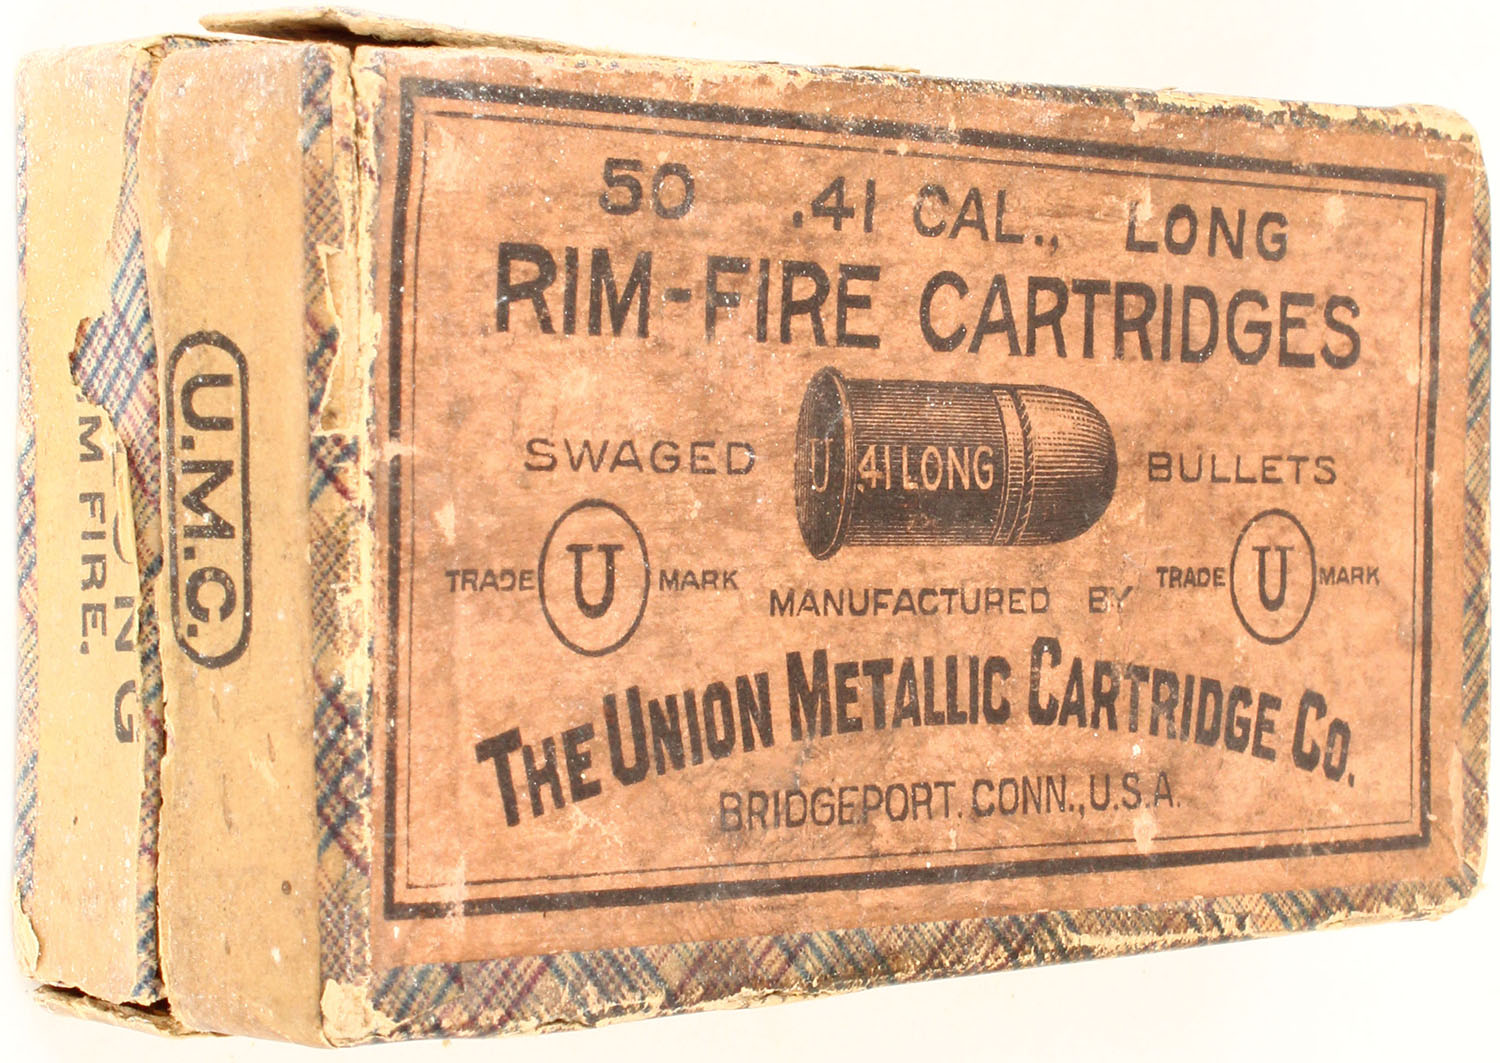 50 .41 CAL., LONG
RIM-FIRE CARTRIDGES
U .41 LONG
SWAGED BULLETS
TRADE U MARK
TRADE U MARK
MANUFACTURED BY
THE UNION METALLIC CARTRIDGE CO.
BRIDGEPORT, CONN., U.S.A.
U.M.C.
FIRE.